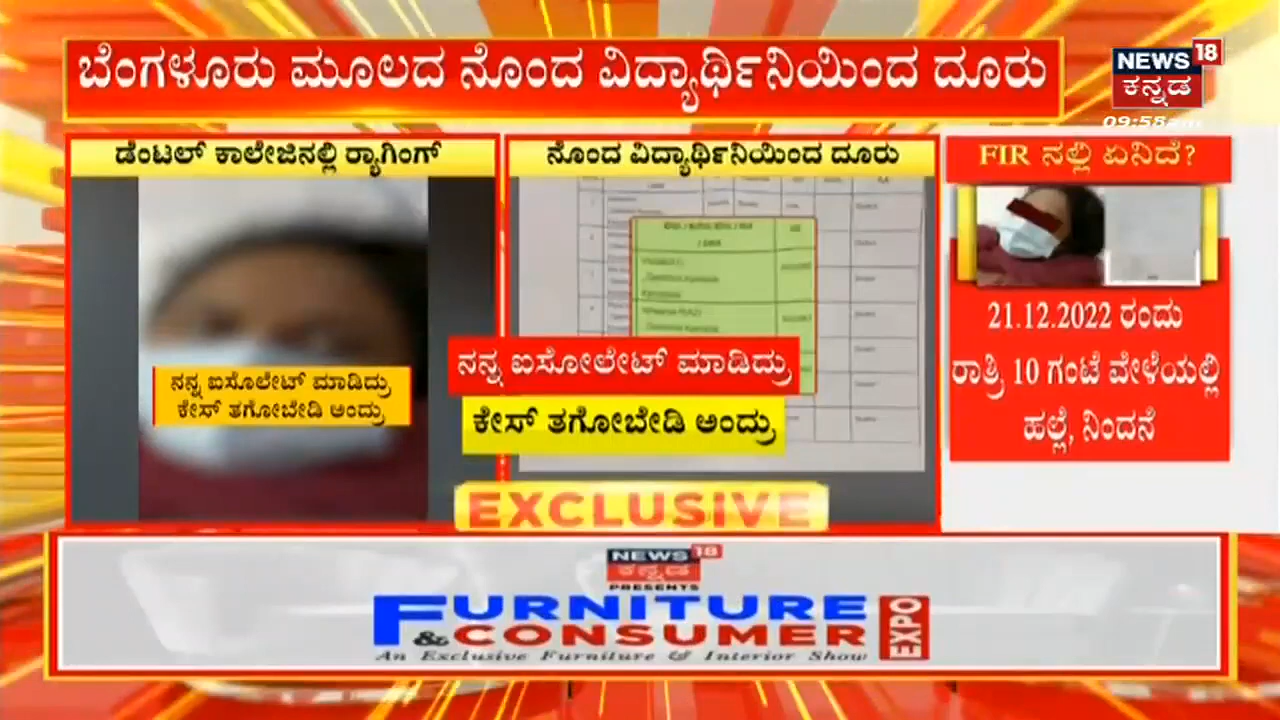 ಬೆಂಗಳೂರು ಮೂಲದ ನೊಂದ ವಿದ್ಯಾರ್ಥಿನಿಯಿಂದ ದೂರು
NEWS 18
ಕನ್ನಡ
09:58
ಡೆಂಟಲ್ ಕಾಲೇಜಿನಲ್ಲಿ ರ‍್ಯಾಗಿಂಗ್
ನೊಂದ ವಿದ್ಯಾರ್ಥಿನಿಯಿಂದ ದೂರು
FIR ನಲ್ಲಿ ಏನಿದೆ?
ನನ್ನ ಐಸೊಲೇಟ್ ಮಾಡಿದ್ರು
ಕೇಸ್ ತಗೋಬೇಡಿ ಅಂದ್ರು
ನನ್ನ ಐಸೋಲೇಟ್ ಮಾಡಿದ್ರು
ಕೇಸ್ ತಗೋಬೇಡಿ ಅಂದ್ರು
21.12.2022 ರಂದು
ರಾತ್ರಿ 10 ಗಂಟೆ ವೇಳೆಯಲ್ಲಿ
ಹಲ್ಲೆ, ನಿಂದನೆ
EXCLUSIVE
NEWS 18
ಕನ್ನಡ
PRESENTS
FURNITURE
& CONSUMER
EXPO
An Exclusive Furniture & Interior Show